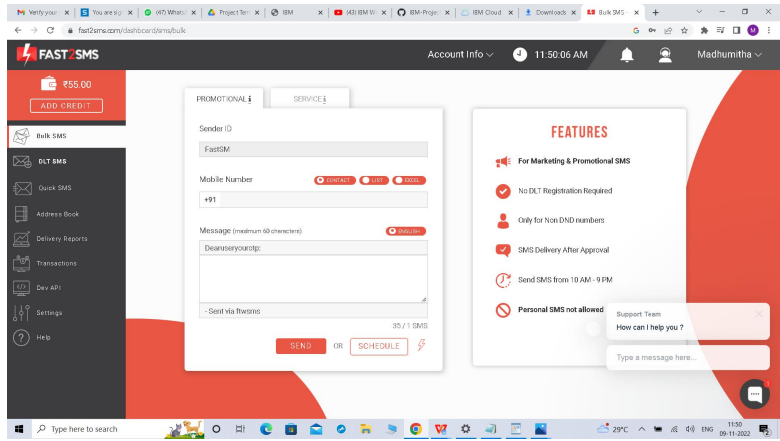 Verify your
You are sig
(47) Whats
Project Tem
IBM
(43) IBM W
IBM-Projec
IBM Cloud
Downloads
Bulk SMS -
fast2sms.com/dashboard/sms/bulk
FAST2SMS
Account Info
11:50:06 AM
Madhumitha
₹55.00
ADD CREDIT
Bulk SMS
DLT SMS
Quick SMS
Address Book
Delivery Reports
Transactions
Dev API
Settings
Help
PROMOTIONAL i
SERVICE i
Sender ID
FastSM
Mobile Number
CONTACT
LIST
EXCEL
+91
Message (maximum 60 characters)
ENGLISH
Dearuseryourotp:
- Sent via ftwsms
35 / 1 SMS
SEND OR SCHEDULE
FEATURES
For Marketing & Promotional SMS
No DLT Registration Required
Only for Non DND numbers
SMS Delivery After Approval
Send SMS from 10 AM - 9 PM
Personal SMS not allowed
Support Team
How can I help you ?
Type a message here...
Type here to search
29°C
ENG
11:50
09-11-2022